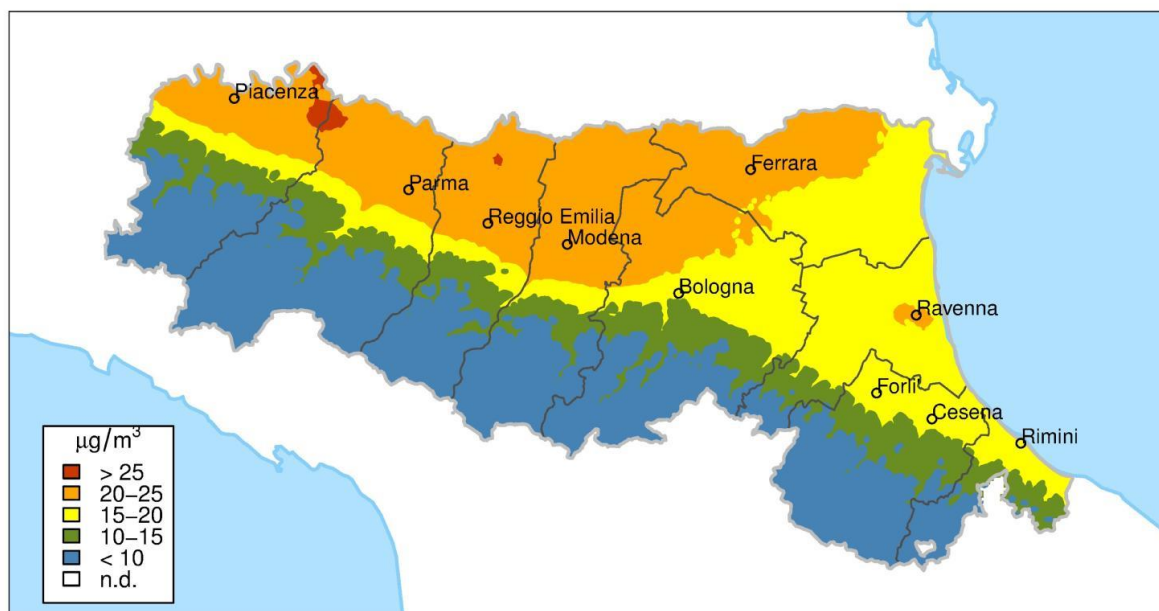 Piacenza
Parma
Reggio Emilia
Modena
Ferrara
Bologna
Ravenna
Forlì
Cesena
Rimini
µg/m³
> 25
20−25
15−20
10−15
< 10
n.d.